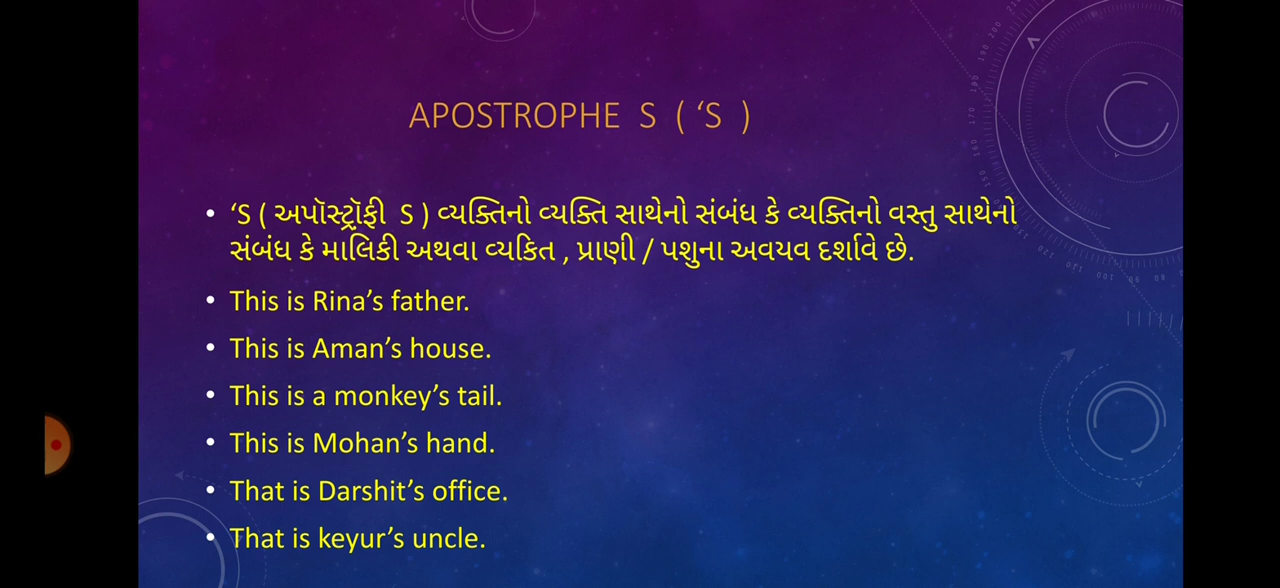 APOSTROPHE S ( ‘S )
• ‘S ( અપૉસ્ટ્રૉફી S ) વ્યક્તિનો વ્યક્તિ સાથેનો સંબંધ કે વ્યક્તિનો વસ્તુ સાથેનો
સંબંધ કે માલિકી અથવા વ્યકિત , પ્રાણી / પશુના અવયવ દર્શાવે છે.
• This is Rina’s father.
• This is Aman’s house.
• This is a monkey’s tail.
• This is Mohan’s hand.
• That is Darshit’s office.
• That is keyur’s uncle.